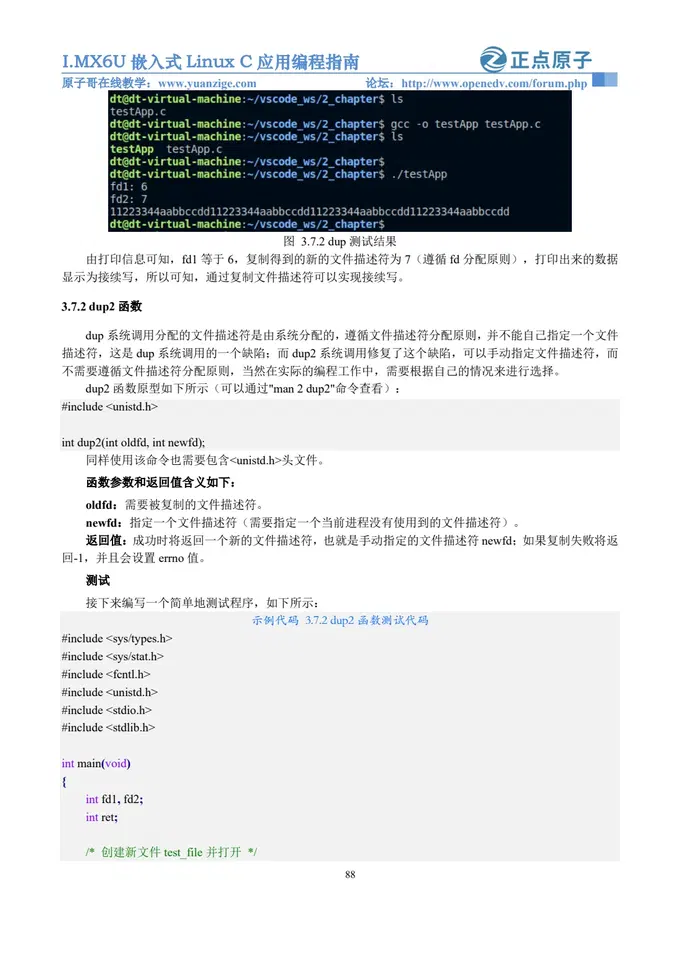 I.MX6U 嵌入式 Linux C 应用编程指南
正点原子
原子哥在线教学：www.yuanzige.com 论坛：http://www.openedv.com/forum.php
dt@dt-virtual-machine:~/vscode_ws/2_chapter$ ls
testApp.c
dt@dt-virtual-machine:~/vscode_ws/2_chapter$ gcc -o testApp testApp.c
dt@dt-virtual-machine:~/vscode_ws/2_chapter$ ls
testApp testApp.c
dt@dt-virtual-machine:~/vscode_ws/2_chapter$
dt@dt-virtual-machine:~/vscode_ws/2_chapter$ ./testApp
fd1: 6
fd2: 7
11223344aabbccdd11223344aabbccdd11223344aabbccdd11223344aabbccdd
dt@dt-virtual-machine:~/vscode_ws/2_chapter$
图 3.7.2 dup 测试结果
由打印信息可知，fd1 等于 6，复制得到的新的文件描述符为 7（遵循 fd 分配原则），打印出来的数据
显示为接续写，所以可知，通过复制文件描述符可以实现接续写。
3.7.2 dup2 函数
dup 系统调用分配的文件描述符是由系统分配的，遵循文件描述符分配原则，并不能自己指定一个文件
描述符，这是 dup 系统调用的一个缺陷；而 dup2 系统调用修复了这个缺陷，可以手动指定文件描述符，而
不需要遵循文件描述符分配原则，当然在实际的编程工作中，需要根据自己的情况来进行选择。
dup2 函数原型如下所示（可以通过"man 2 dup2"命令查看）：
#include <unistd.h>
int dup2(int oldfd, int newfd);
同样使用该命令也需要包含<unistd.h>头文件。
函数参数和返回值含义如下：
oldfd：需要被复制的文件描述符。
newfd：指定一个文件描述符（需要指定一个当前进程没有使用到的文件描述符）。
返回值：成功时将返回一个新的文件描述符，也就是手动指定的文件描述符 newfd；如果复制失败将返
回-1，并且会设置 errno 值。
测试
接下来编写一个简单地测试程序，如下所示：
示例代码 3.7.2 dup2 函数测试代码
#include <sys/types.h>
#include <sys/stat.h>
#include <fcntl.h>
#include <unistd.h>
#include <stdio.h>
#include <stdlib.h>
int main(void)
{
int fd1, fd2;
int ret;
/* 创建新文件 test_file 并打开 */
88